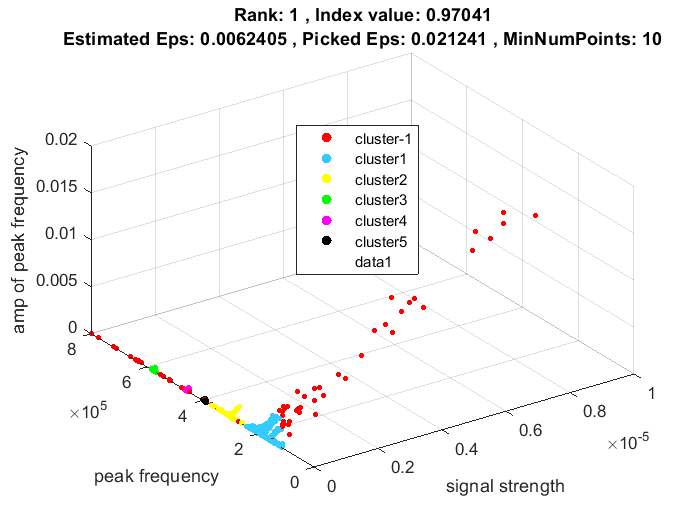 Rank: 1 , Index value: 0.97041
Estimated Eps: 0.0062405 , Picked Eps: 0.021241 , MinNumPoints: 10
amp of peak frequency
0.02
0.015
0.01
0.005
0
cluster-1
cluster1
cluster2
cluster3
cluster4
cluster5
data1
8
6
4
2
0
×10^5
peak frequency
0
0.2
0.4
0.6
0.8
1
×10^-5
signal strength